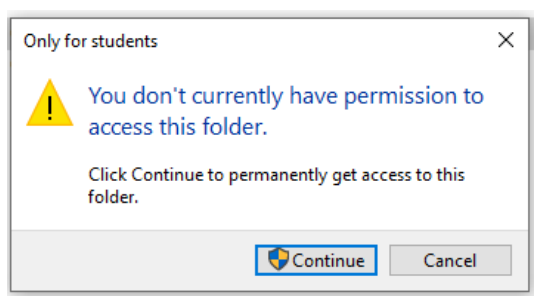 Only for students
You don't currently have permission to
access this folder.
Click Continue to permanently get access to this
folder.
Continue
Cancel